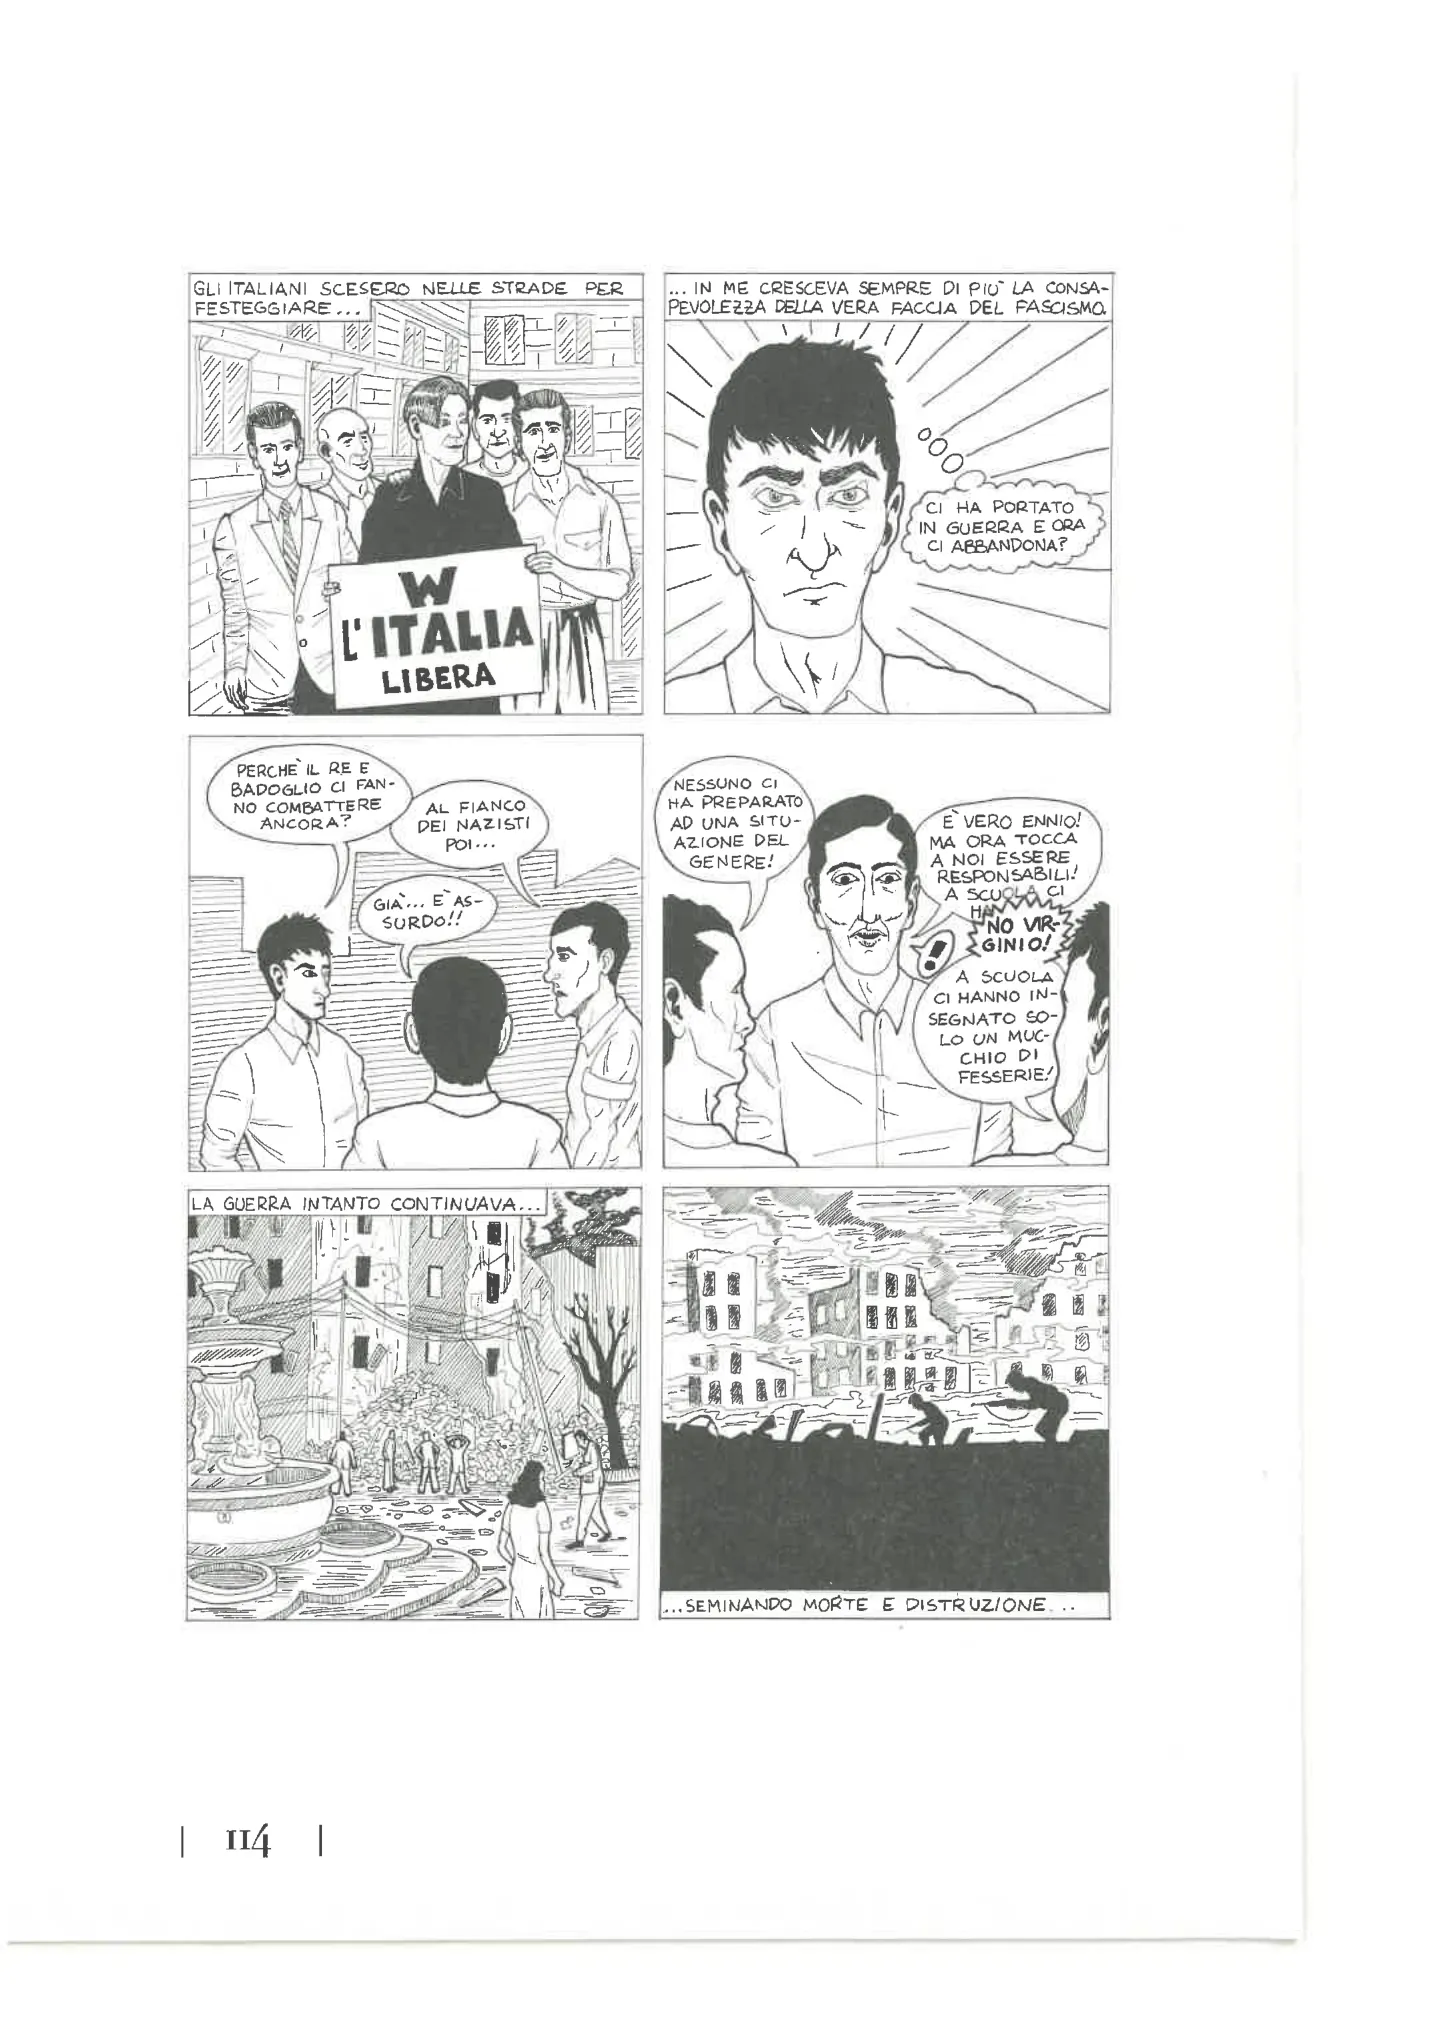 GLI ITALIANI SCESERO NELLE STRADE PER
FESTEGGIARE...
W
L'ITALIA
LIBERA
... IN ME CRESCEVA SEMPRE DI PIU` LA CONSA-
PEVOLEZZA DELLA VERA FACCIA DEL FASCISMO.
CI HA PORTATO
IN GUERRA E ORA
CI ABBANDONA?
PERCHE` IL RE E
BADOGLIO CI FAN-
NO COMBATTERE
ANCORA?
AL FIANCO
DEI NAZISTI
POI...
GIA`... E` AS-
SURDO!!
NESSUNO CI
HA PREPARATO
AD UNA SITU-
AZIONE DEL
GENERE!
E` VERO ENNIO!
MA ORA TOCCA
A NOI ESSERE
RESPONSABILI!
A SCUOLA CI
HAN
NO VIR-
GINIO!
!
A SCUOLA
CI HANNO IN-
SEGNATO SO-
LO UN MUC-
CHIO DI
FESSERIE!
LA GUERRA INTANTO CONTINUAVA...
...SEMINANDO MORTE E DISTRUZIONE...
| 114 |